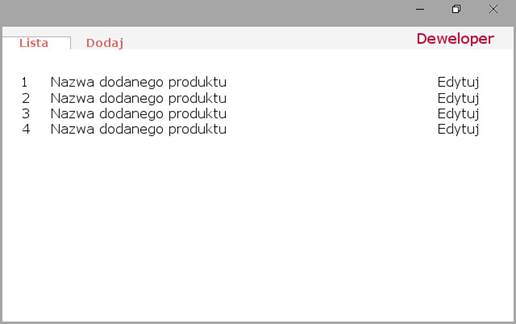 Lista Dodaj Deweloper
1 Nazwa dodanego produktu Edytuj
2 Nazwa dodanego produktu Edytuj
3 Nazwa dodanego produktu Edytuj
4 Nazwa dodanego produktu Edytuj